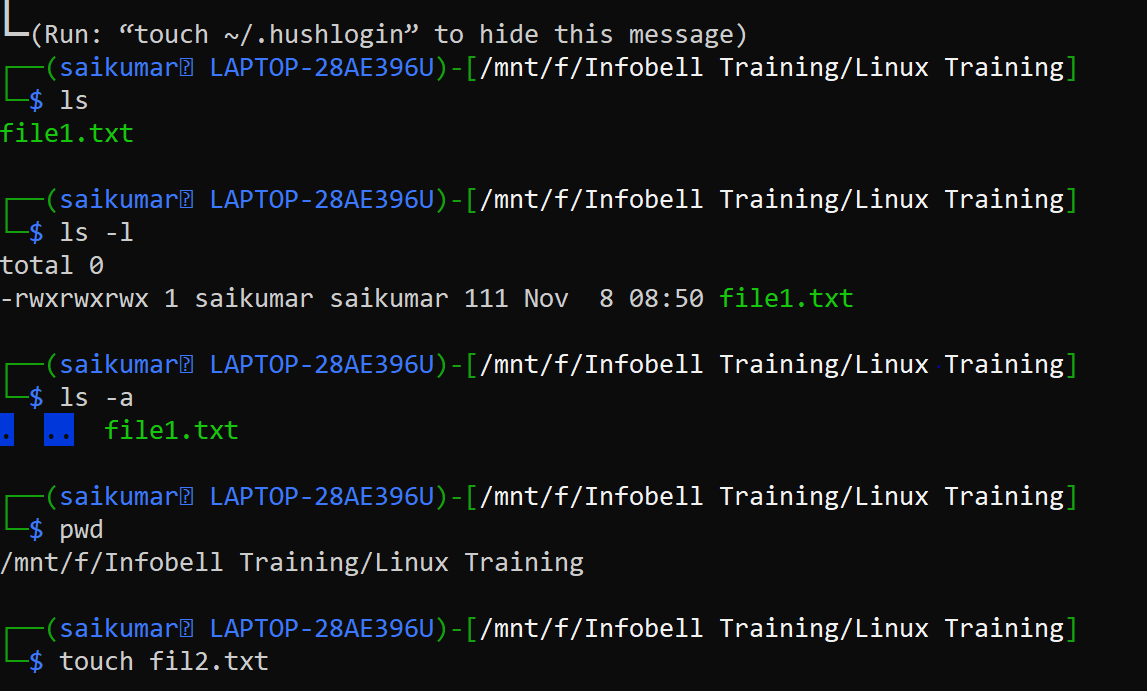 └─(Run: “touch ~/.hushlogin” to hide this message)
┌──(saikumar⍰ LAPTOP-28AE396U)-[/mnt/f/Infobell Training/Linux Training]
└─$ ls
file1.txt
┌──(saikumar⍰ LAPTOP-28AE396U)-[/mnt/f/Infobell Training/Linux Training]
└─$ ls -l
total 0
-rwxrwxrwx 1 saikumar saikumar 111 Nov  8 08:50 file1.txt
┌──(saikumar⍰ LAPTOP-28AE396U)-[/mnt/f/Infobell Training/Linux Training]
└─$ ls -a
.  ..  file1.txt
┌──(saikumar⍰ LAPTOP-28AE396U)-[/mnt/f/Infobell Training/Linux Training]
└─$ pwd
/mnt/f/Infobell Training/Linux Training
┌──(saikumar⍰ LAPTOP-28AE396U)-[/mnt/f/Infobell Training/Linux Training]
└─$ touch fil2.txt